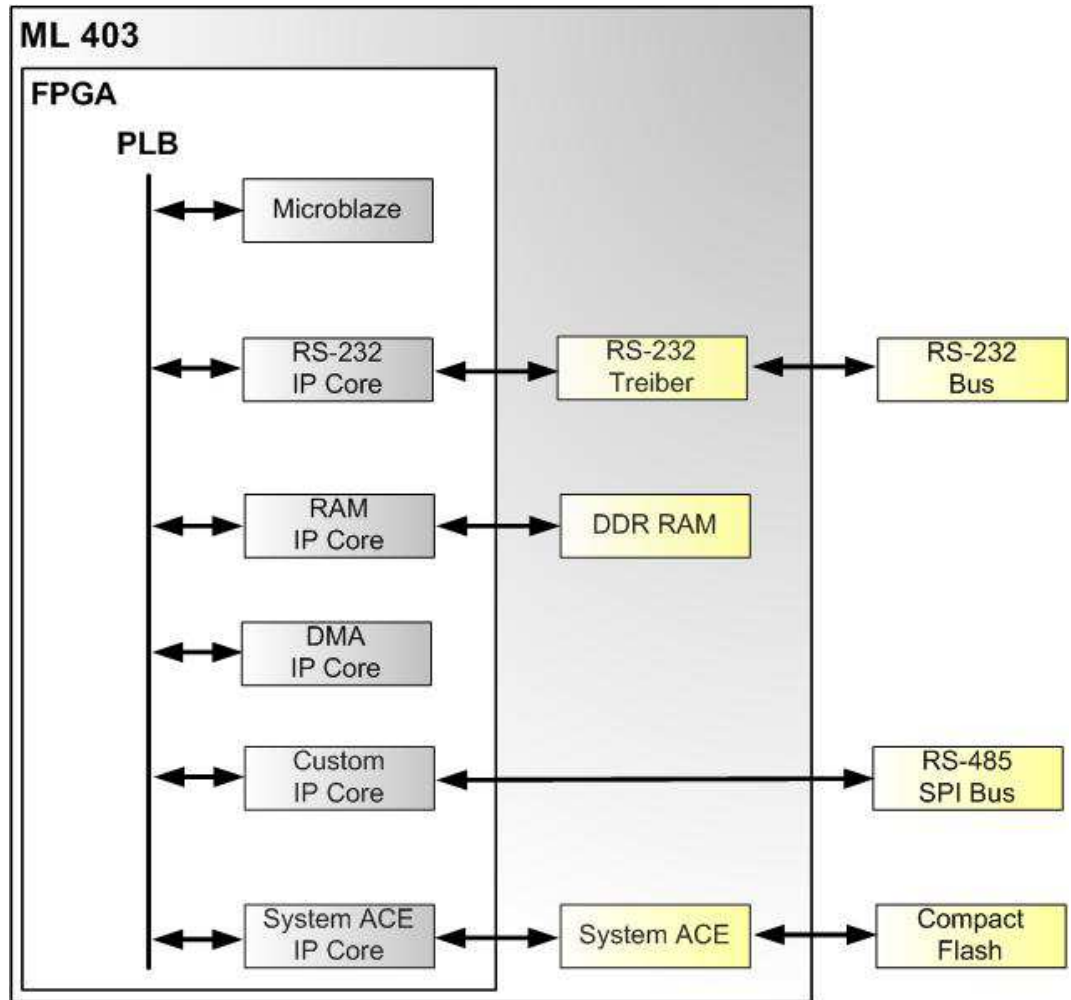 ML 403
FPGA
PLB
Microblaze
RS-232
IP Core
RS-232
Treiber
RS-232
Bus
RAM
IP Core
DDR RAM
DMA
IP Core
Custom
IP Core
RS-485
SPI Bus
System ACE
IP Core
System ACE
Compact
Flash